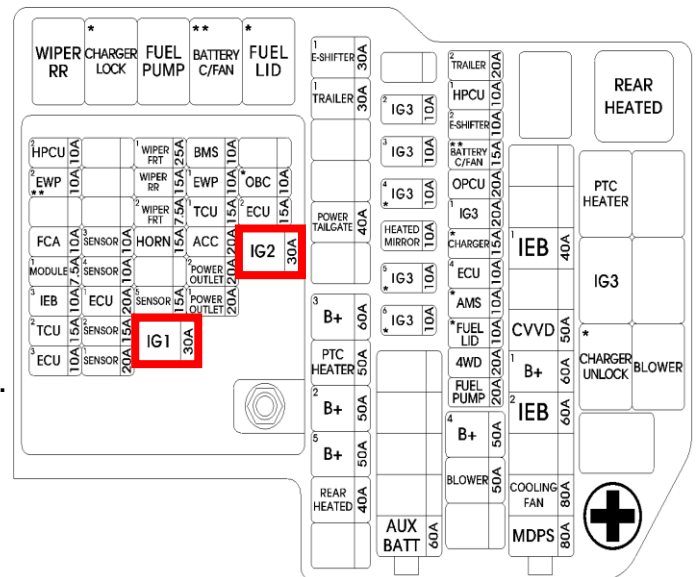 *
**
*
WIPER RR
CHARGER LOCK
FUEL PUMP
BATTERY C/FAN
FUEL LID
2 HPCU 10A
1 WIPER FRT 25A
BMS 10A
2 EWP ** 10A
WIPER RR 15A
1 EWP 10A
* OBC 10A
2 WIPER FRT 7.5A
1 TCU 15A
2 ECU 15A
FCA 10A
3 SENSOR 10A
HORN 15A
ACC 20A
IG2 30A
1 MODULE 7.5A
4 SENSOR 10A
2 POWER OUTLET 20A
3 IEB 10A
1 ECU 20A
5 SENSOR 15A
1 POWER OUTLET 20A
2 TCU 15A
2 SENSOR 15A
IG1 30A
3 ECU 10A
1 SENSOR 20A
.
1 E-SHIFTER 30A
1 TRAILER 30A
POWER TAILGATE 40A
3 B+ 60A
PTC HEATER 50A
2 B+ 50A
5 B+ 50A
REAR HEATED 40A
2 IG3 10A
3 IG3 10A
4 * IG3 10A
HEATED MIRROR 10A
5 * IG3 10A
6 * IG3 10A
AUX BATT 60A
2 TRAILER 20A
1 HPCU 10A
2 E-SHIFTER 10A
** BATTERY C/FAN 15A
OPCU 20A
1 IG3 20A
* CHARGER 15A
4 ECU 10A
* AMS 10A
* FUEL LID 10A
4WD 20A
FUEL PUMP 20A
4 B+ 50A
BLOWER 50A
1 IEB 40A
CVVD 50A
1 B+ 60A
2 IEB 60A
COOLING FAN 80A
MDPS 80A
REAR HEATED
PTC HEATER
IG3
* CHARGER UNLOCK
BLOWER